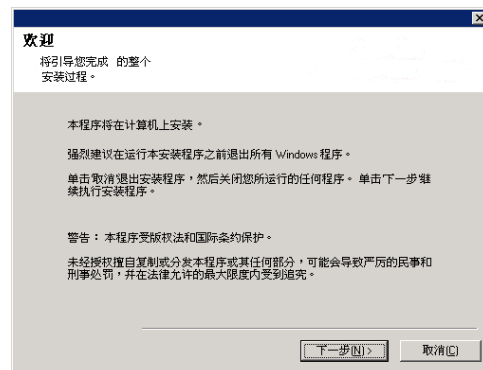 欢迎
将引导您完成 的整个
安装过程。
本程序将在计算机上安装。
强烈建议在运行本安装程序之前退出所有 Windows 程序。
单击'取消'退出安装程序，然后关闭您所运行的任何程序。 单击'下一步'继
续执行安装程序。
警告： 本程序受版权法和国际条约保护。
未经授权擅自复制或分发本程序或其任何部分，可能会导致严厉的民事和
刑事处罚，并在法律允许的最大限度内受到追究。
下一步(N) >
取消(C)